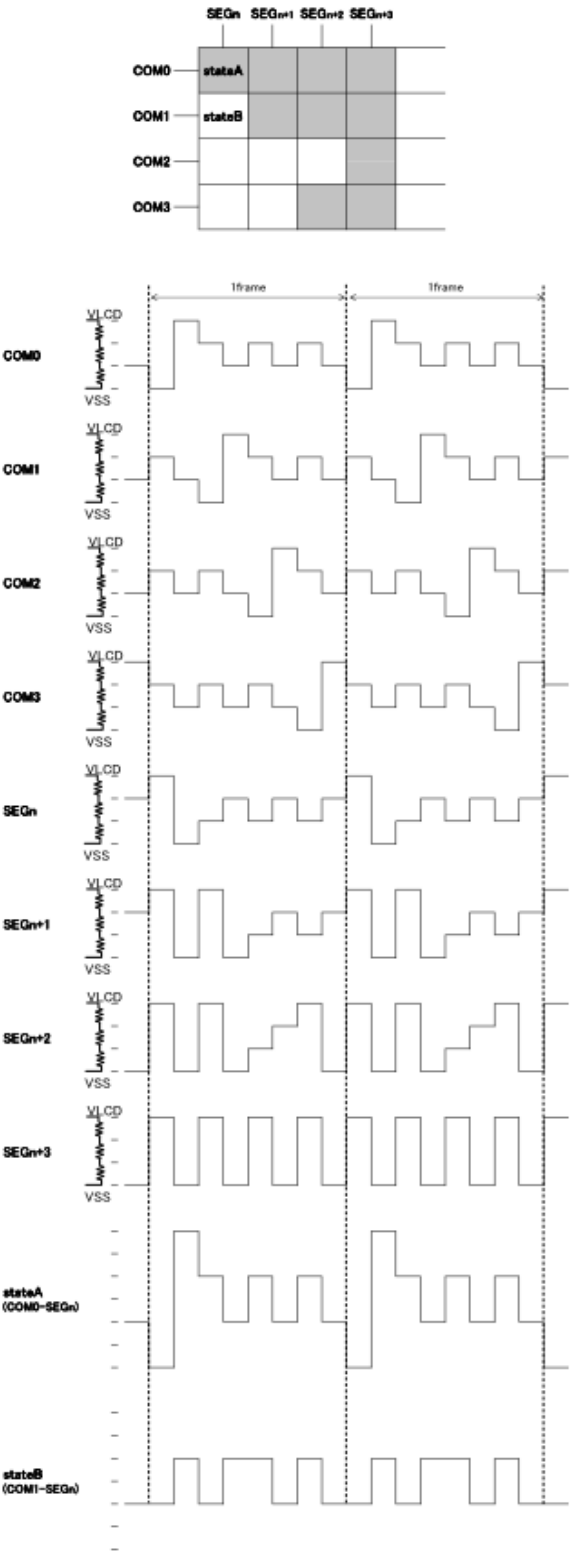 SEGn SEGn+1 SEGn+2 SEGn+3
COM0 stateA
COM1 stateB
COM2
COM3
1frame 1frame
VLCD
COM0
VSS
VLCD
COM1
VSS
VLCD
COM2
VSS
VLCD
COM3
VSS
VLCD
SEGn
VSS
VLCD
SEGn+1
VSS
VLCD
SEGn+2
VSS
VLCD
SEGn+3
VSS
stateA
(COM0-SEGn)
stateB
(COM1-SEGn)